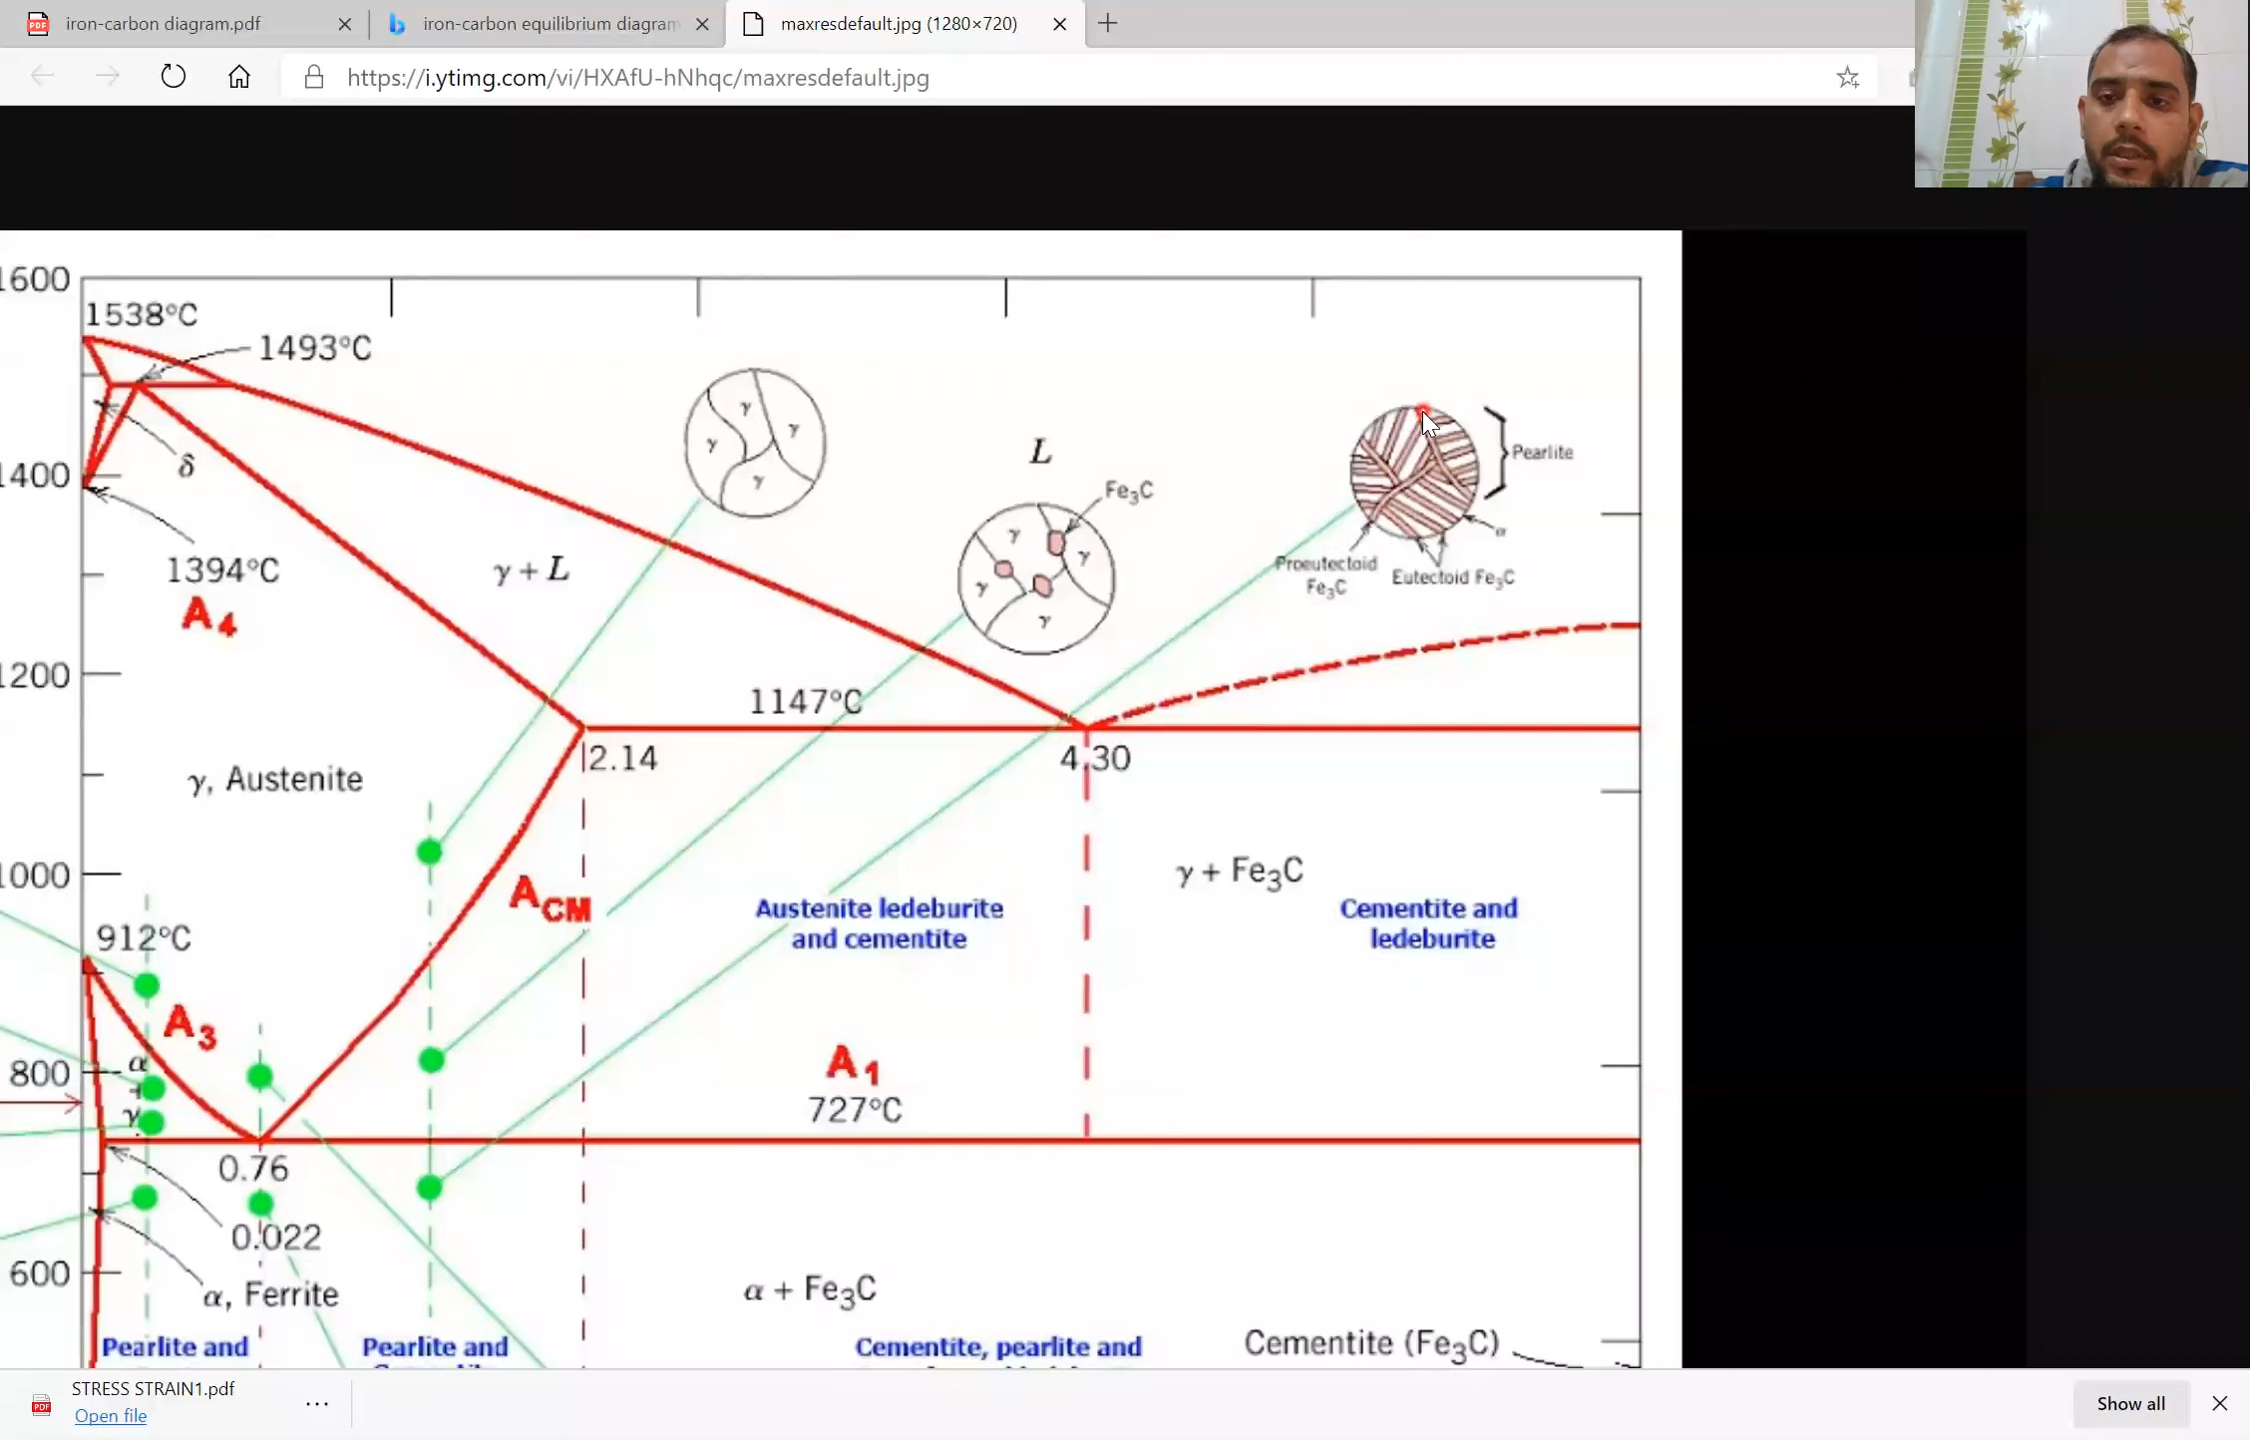 iron-carbon diagram.pdf
iron-carbon equilibrium diagram
maxresdefault.jpg (1280×720)
https://i.ytimg.com/vi/HXAfU-hNhqc/maxresdefault.jpg
1600
1538°C
1493°C
γ
γ
γ
γ
L
Pearlite
δ
1400
Fe₃C
γ
γ
γ
γ
α
Proeutectoid
Fe₃C
Eutectoid Fe₃C
1394°C
A₄
γ + L
1200
1147°C
2.14
4.30
γ, Austenite
1000
A_CM
γ + Fe₃C
Austenite ledeburite
and cementite
Cementite and
ledeburite
912°C
A₃
α
+
γ
800
A₁
727°C
0.76
0.022
600
α, Ferrite
α + Fe₃C
Cementite (Fe₃C)
Pearlite and
Pearlite and
Cementite, pearlite and
STRESS STRAIN1.pdf
Open file
Show all